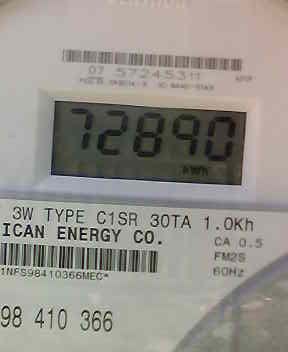 07 57245311
72890
kWh
3W TYPE C1SR 30TA 1.0Kh
ICAN ENERGY CO.
CA 0.5
FM2S
60Hz
1NFS98410366MEC*
98 410 366